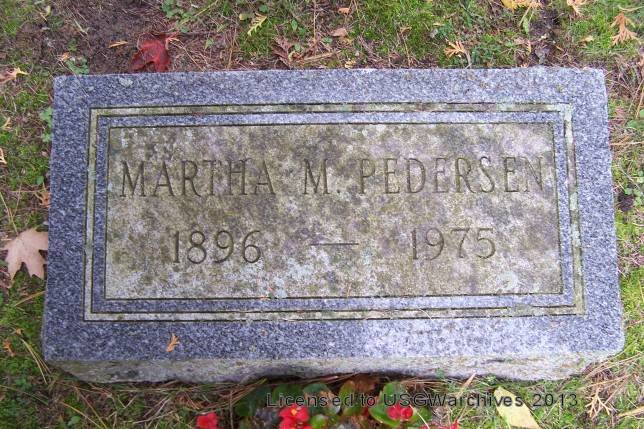 MARTHA M. PEDERSEN
1896 — 1975
Licensed to USGWarchives 2013